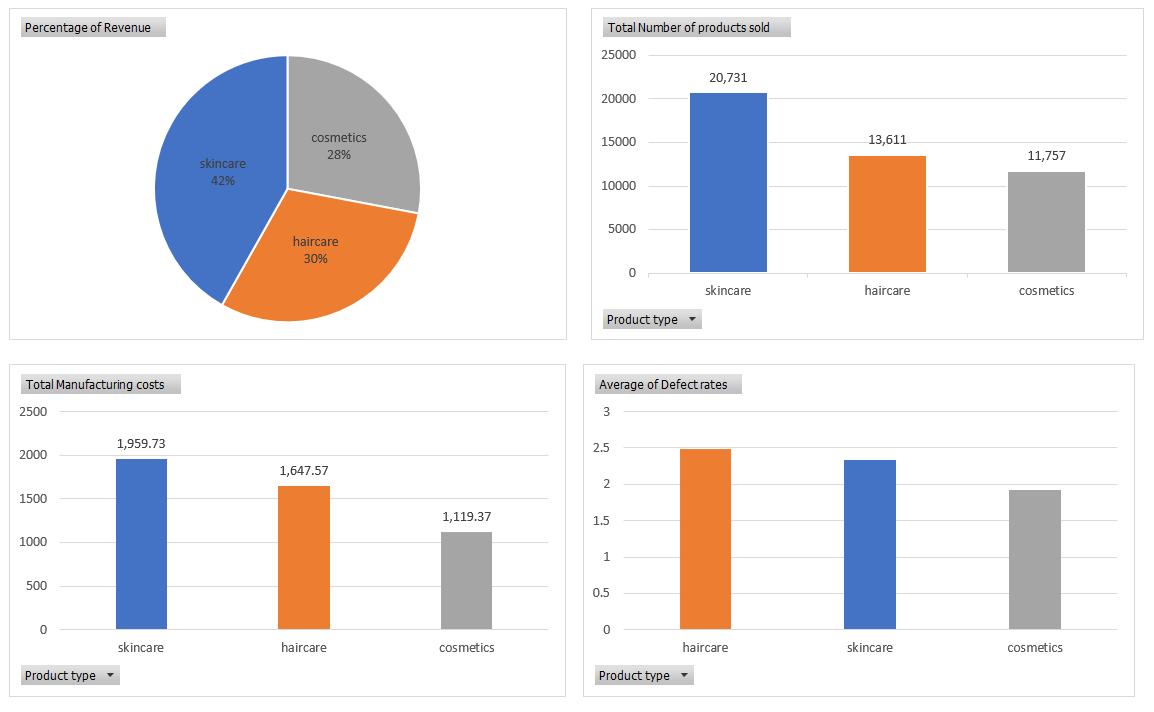 Percentage of Revenue
cosmetics
28%
skincare
42%
haircare
30%
Total Number of products sold
25000
20000
15000
10000
5000
0
20,731
13,611
11,757
skincare haircare cosmetics
Product type
Total Manufacturing costs
2500
2000
1500
1000
500
0
1,959.73
1,647.57
1,119.37
skincare haircare cosmetics
Product type
Average of Defect rates
3
2.5
2
1.5
1
0.5
0
haircare skincare cosmetics
Product type